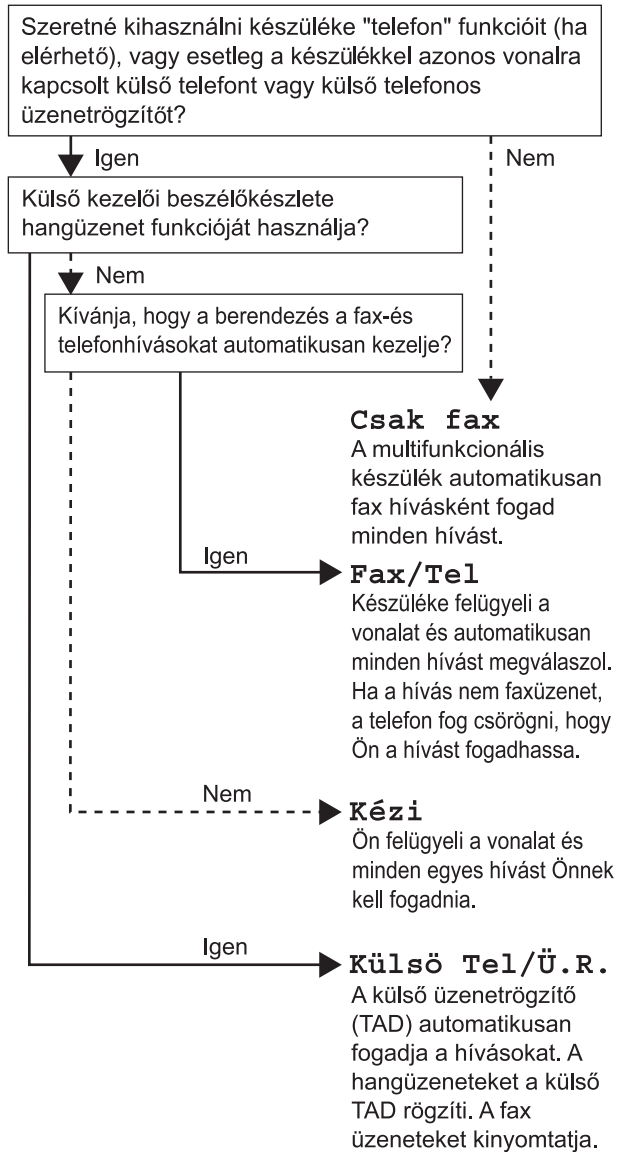 Szeretné kihasználni készüléke "telefon" funkcióit (ha
elérhető), vagy esetleg a készülékkel azonos vonalra
kapcsolt külső telefont vagy külső telefonos
üzenetrögzítőt?
Igen
Nem
Külső kezelői beszélőkészlete
hangüzenet funkcióját használja?
Nem
Kívánja, hogy a berendezés a fax-és
telefonhívásokat automatikusan kezelje?
Csak fax
A multifunkcionális
készülék automatikusan
fax hívásként fogad
minden hívást.
Igen
Fax/Tel
Készüléke felügyeli a
vonalat és automatikusan
minden hívást megválaszol.
Ha a hívás nem faxüzenet,
a telefon fog csörögni, hogy
Ön a hívást fogadhassa.
Nem
Kézi
Ön felügyeli a vonalat és
minden egyes hívást Önnek
kell fogadnia.
Igen
Külsö Tel/Ü.R.
A külső üzenetrögzítő
(TAD) automatikusan
fogadja a hívásokat. A
hangüzeneteket a külső
TAD rögzíti. A fax
üzeneteket kinyomtatja.